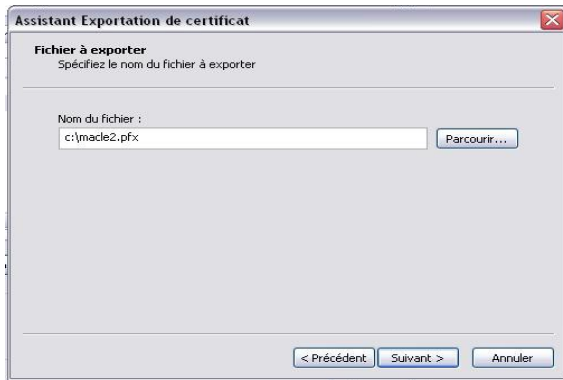 Assistant Exportation de certificat
Fichier à exporter
Spécifiez le nom du fichier à exporter
Nom du fichier :
c:\macle2.pfx
Parcourir...
< Précédent
Suivant >
Annuler